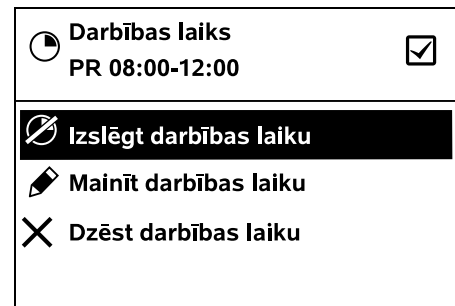 Darbības laiks
PR 08:00-12:00
Izslēgt darbības laiku
Mainīt darbības laiku
Dzēst darbības laiku